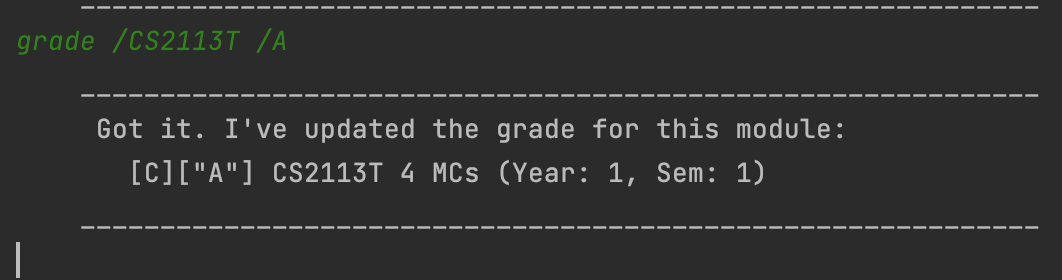 ____________________________________________________________
grade /CS2113T /A
____________________________________________________________
Got it. I've updated the grade for this module:
[C]["A"] CS2113T 4 MCs (Year: 1, Sem: 1)
____________________________________________________________